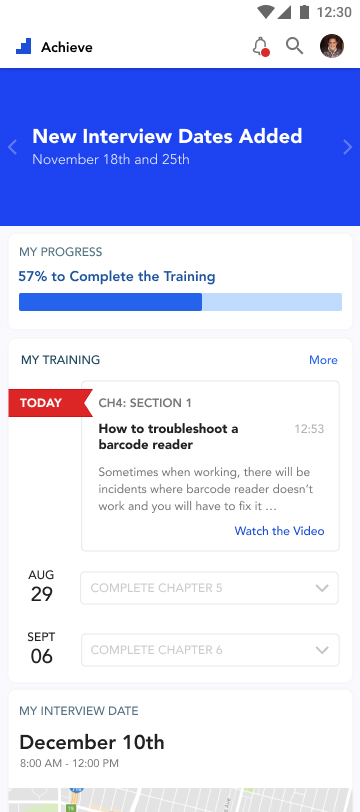 12:30
Achieve
New Interview Dates Added
November 18th and 25th
MY PROGRESS
57% to Complete the Training
MY TRAINING
More
TODAY
CH4: SECTION 1
How to troubleshoot a
barcode reader
12:53
Sometimes when working, there will be
incidents where barcode reader doesn't
work and you will have to fix it ...
Watch the Video
AUG
29
COMPLETE CHAPTER 5
SEPT
06
COMPLETE CHAPTER 6
MY INTERVIEW DATE
December 10th
8:00 AM - 12:00 PM